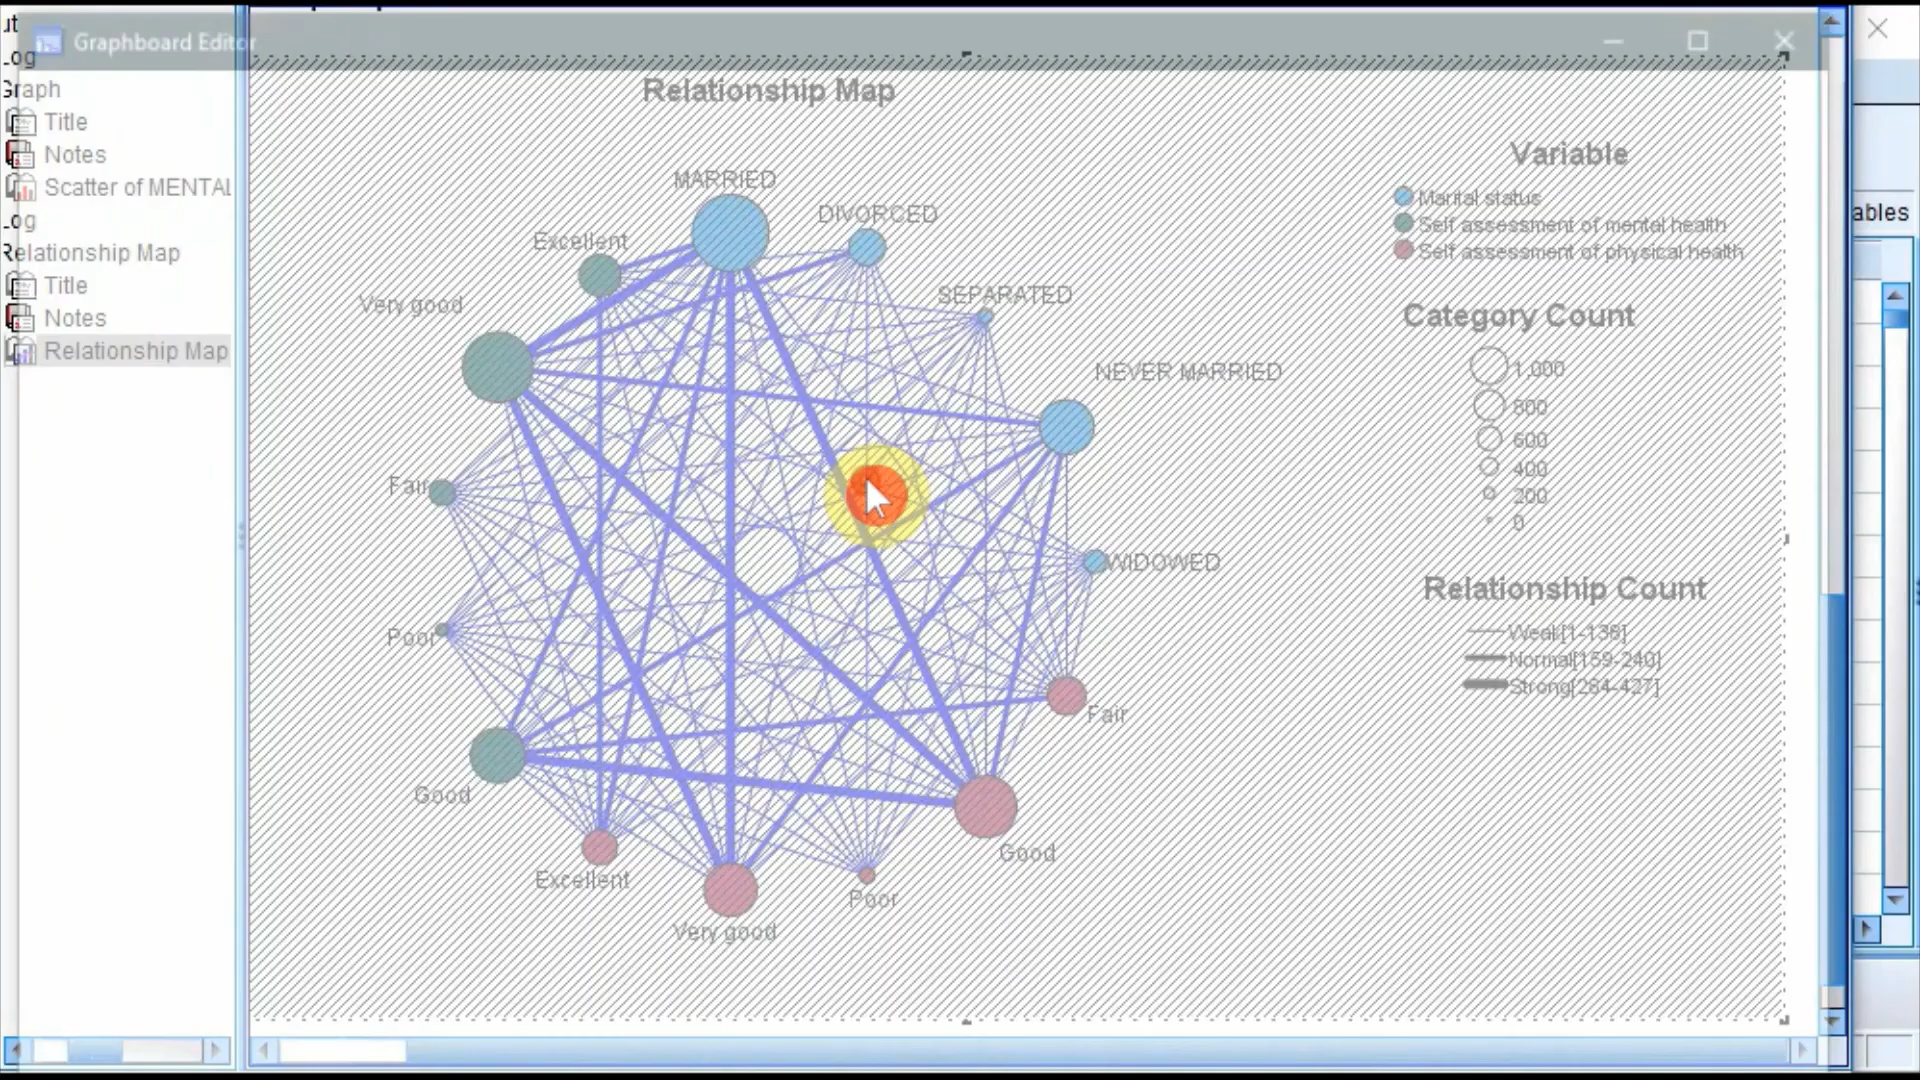 Graphboard Editor
Log
Graph
Title
Notes
Scatter of MENTAL
Log
Relationship Map
Title
Notes
Relationship Map
Relationship Map
MARRIED
DIVORCED
Excellent
SEPARATED
Very good
NEVER MARRIED
Fair
WIDOWED
Poor
Fair
Good
Good
Excellent
Poor
Very good
Variable
Marital status
Self assessment of mental health
Self assessment of physical health
Category Count
1,000
800
600
400
200
0
Relationship Count
Weak[1-138]
Normal[159-240]
Strong[264-427]
ables